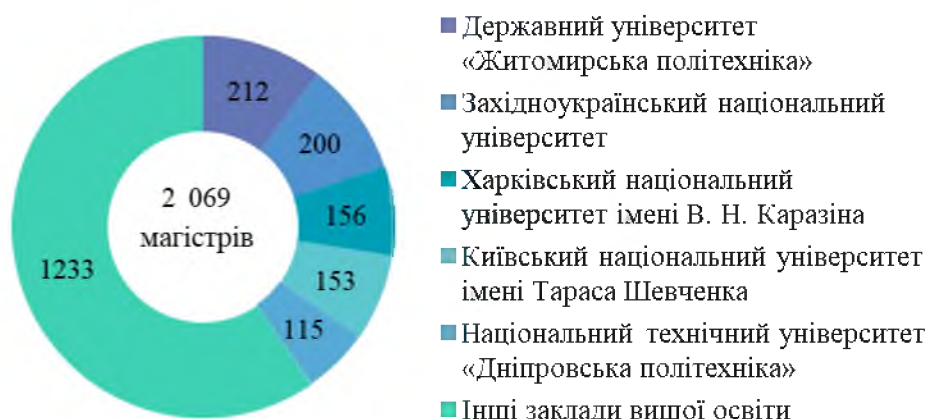 212
200
156
153
115
1233
2 069
магістрів
Державний університет
«Житомирська політехніка»
Західноукраїнський національний
університет
Харківський національний
університет імені В. Н. Каразіна
Київський національний університет
імені Тараса Шевченка
Національний технічний університет
«Дніпровська політехніка»
Інші заклади вищої освіти